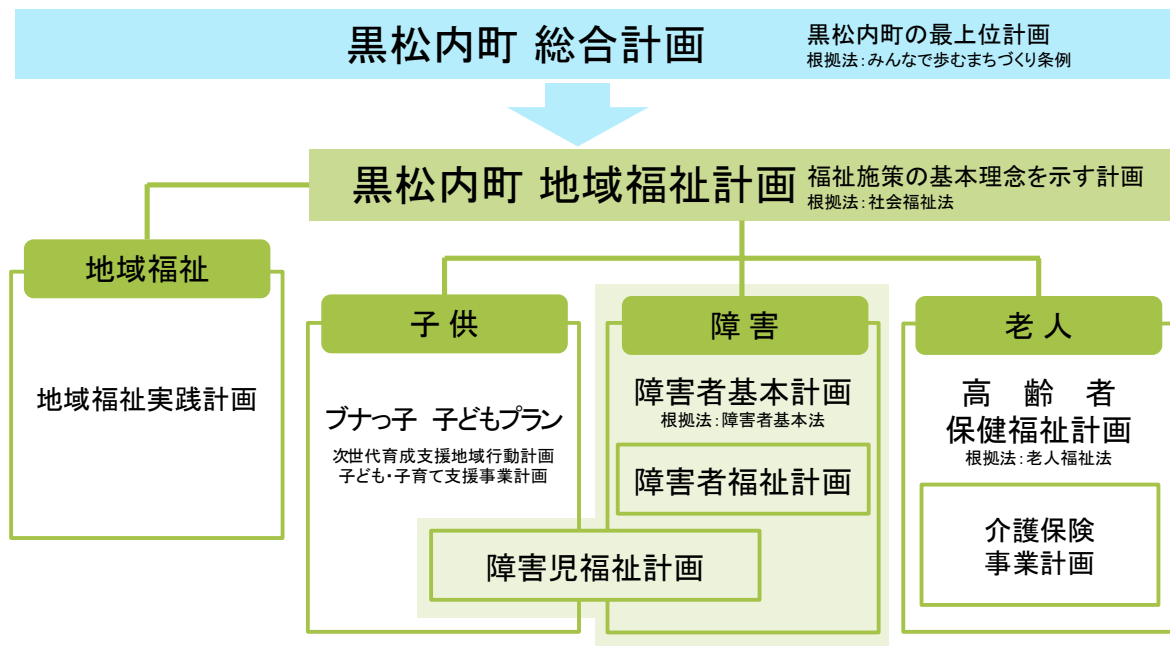 黒松内町 総合計画
黒松内町の最上位計画
根拠法：みんなで歩むまちづくり条例
黒松内町 地域福祉計画
福祉施策の基本理念を示す計画
根拠法：社会福祉法
地域福祉
地域福祉実践計画
子 供
ブナっ子 子どもプラン
次世代育成支援地域行動計画
子ども・子育て支援事業計画
障 害
障害者基本計画
根拠法：障害者基本法
障害者福祉計画
障害児福祉計画
老 人
高 齢 者
保健福祉計画
根拠法：老人福祉法
介護保険
事業計画